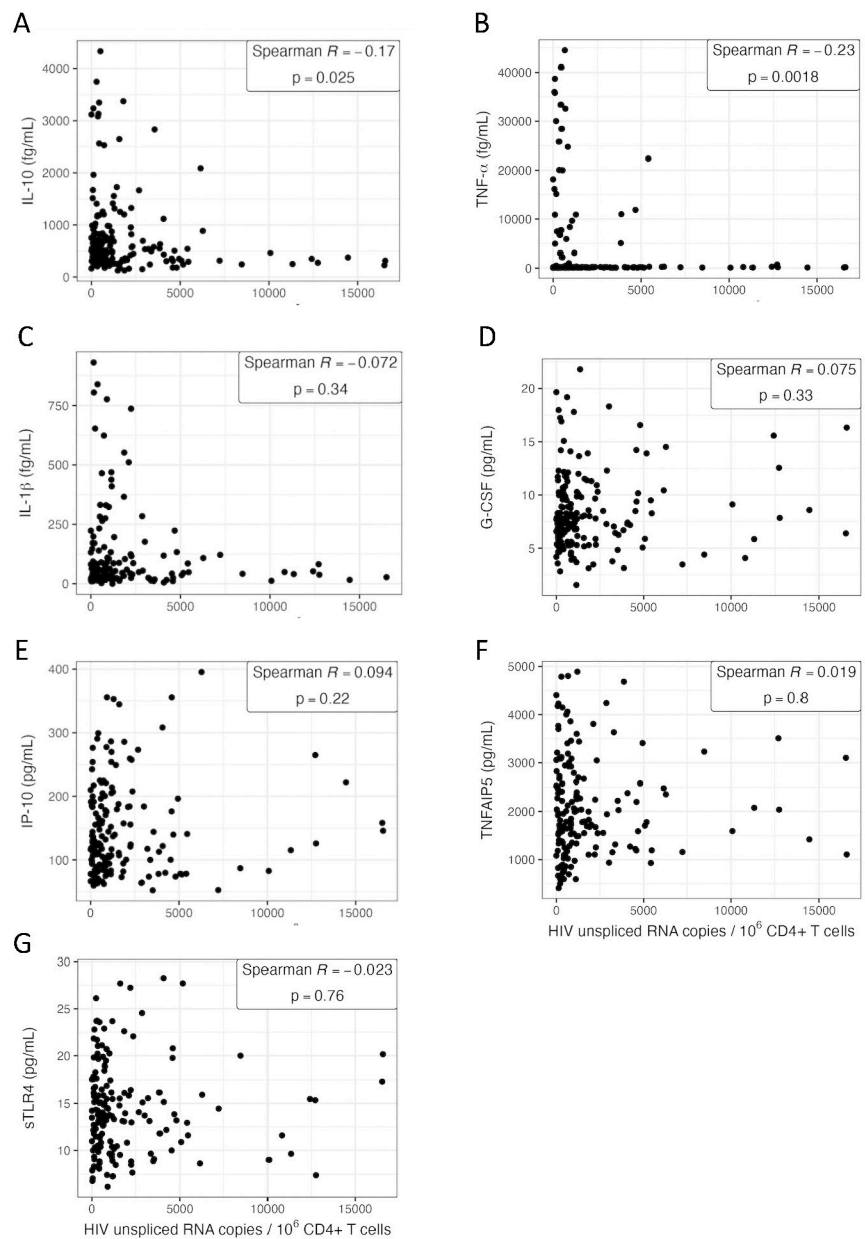 A
Spearman R = −0.17
p = 0.025
IL-10 (fg/mL)
4000
3000
2000
1000
0
0 5000 10000 15000
B
Spearman R = −0.23
p = 0.0018
TNF-α (fg/mL)
40000
30000
20000
10000
0
0 5000 10000 15000
C
Spearman R = −0.072
p = 0.34
IL-1β (fg/mL)
750
500
250
0
0 5000 10000 15000
D
Spearman R = 0.075
p = 0.33
G-CSF (pg/mL)
20
15
10
5
0 5000 10000 15000
E
Spearman R = 0.094
p = 0.22
IP-10 (pg/mL)
400
300
200
100
0 5000 10000 15000
F
Spearman R = 0.019
p = 0.8
TNFAIP5 (pg/mL)
5000
4000
3000
2000
1000
0 5000 10000 15000
HIV unspliced RNA copies / 10⁶ CD4+ T cells
G
Spearman R = −0.023
p = 0.76
sTLR4 (pg/mL)
30
25
20
15
10
0 5000 10000 15000
HIV unspliced RNA copies / 10⁶ CD4+ T cells